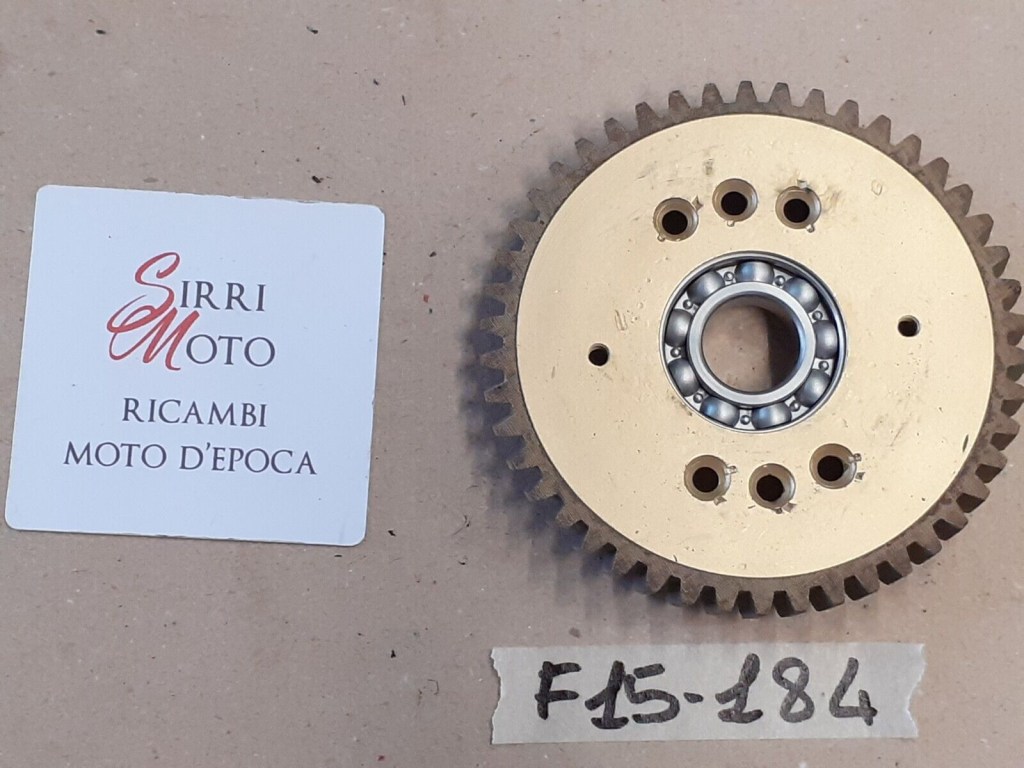 SIRRI
MOTO
RICAMBI
MOTO D'EPOCA
F15-184